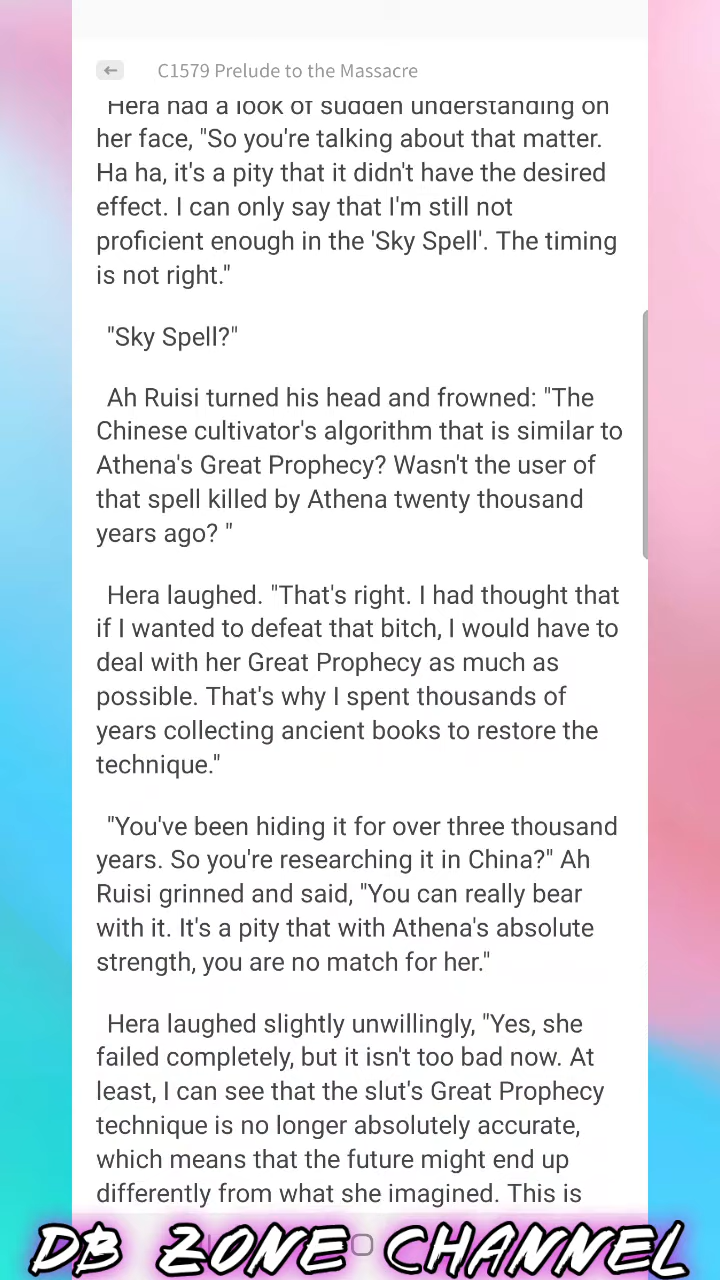 C1579 Prelude to the Massacre
Hera had a look of sudden understanding on
her face, "So you're talking about that matter.
Ha ha, it's a pity that it didn't have the desired
effect. I can only say that I'm still not
proficient enough in the 'Sky Spell'. The timing
is not right."
"Sky Spell?"
Ah Ruisi turned his head and frowned: "The
Chinese cultivator's algorithm that is similar to
Athena's Great Prophecy? Wasn't the user of
that spell killed by Athena twenty thousand
years ago? "
Hera laughed. "That's right. I had thought that
if I wanted to defeat that bitch, I would have to
deal with her Great Prophecy as much as
possible. That's why I spent thousands of
years collecting ancient books to restore the
technique."
"You've been hiding it for over three thousand
years. So you're researching it in China?" Ah
Ruisi grinned and said, "You can really bear
with it. It's a pity that with Athena's absolute
strength, you are no match for her."
Hera laughed slightly unwillingly, "Yes, she
failed completely, but it isn't too bad now. At
least, I can see that the slut's Great Prophecy
technique is no longer absolutely accurate,
which means that the future might end up
differently from what she imagined. This is
DB ZONE CHANNEL